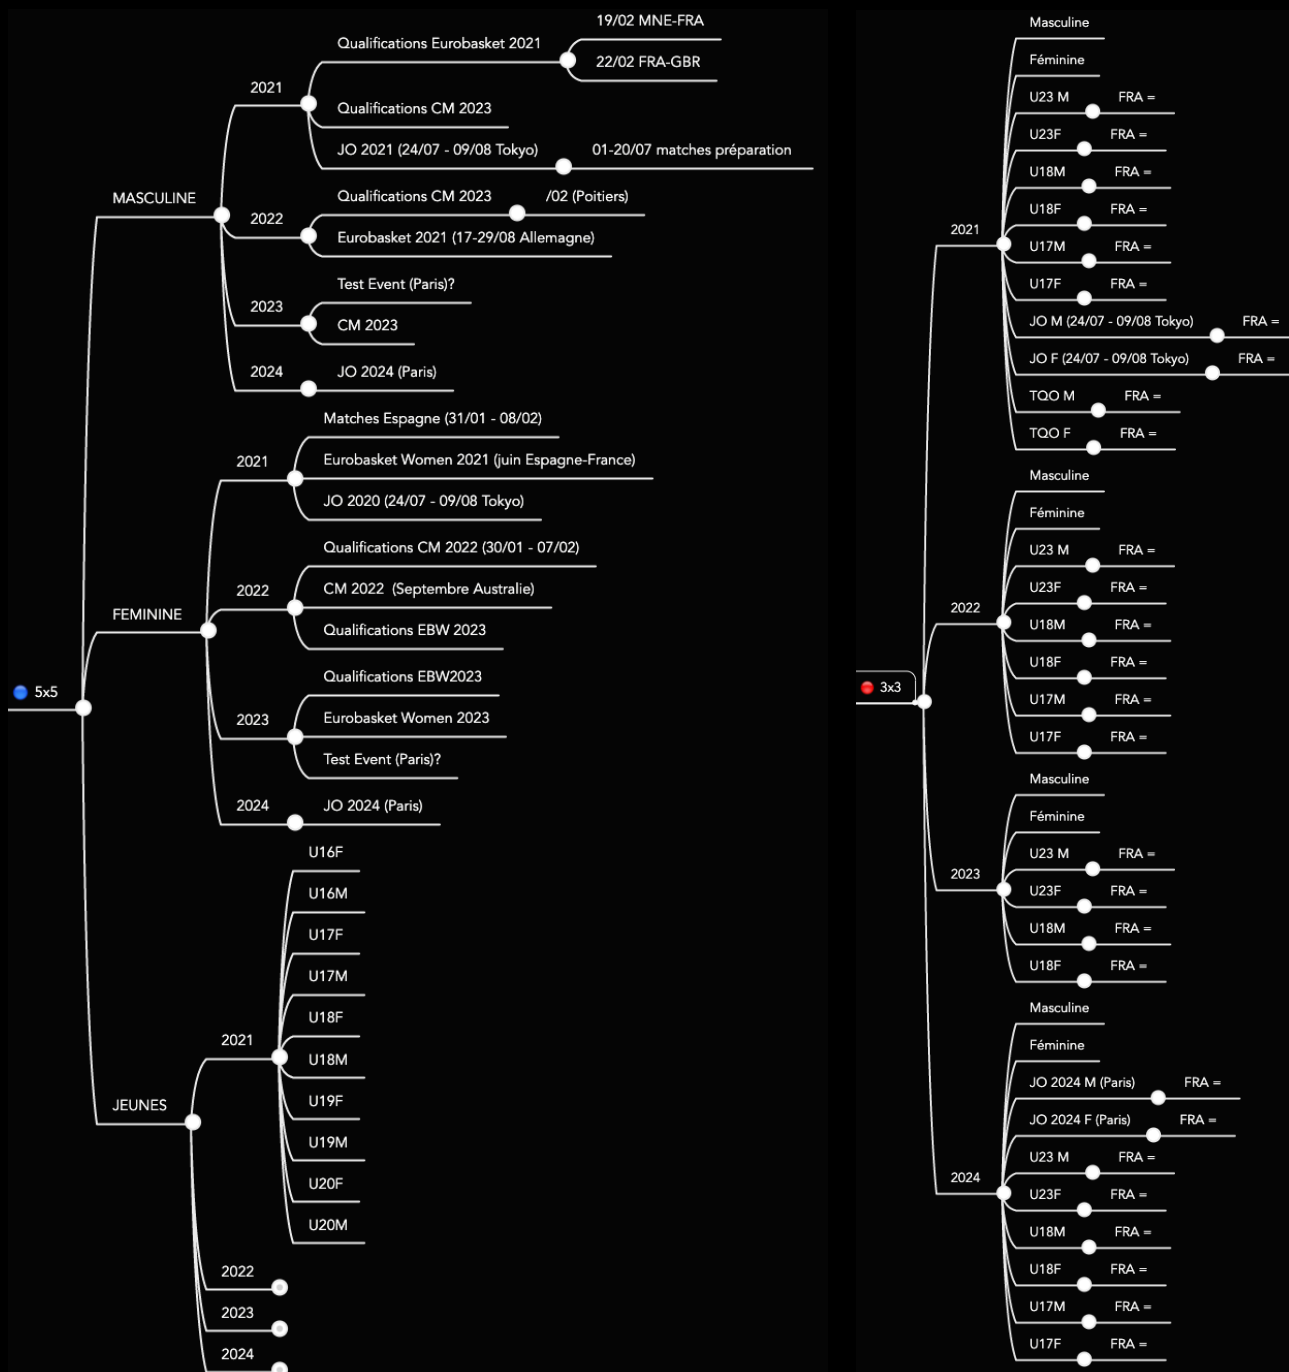 5x5
MASCULINE
2021
Qualifications Eurobasket 2021
19/02 MNE-FRA
22/02 FRA-GBR
Qualifications CM 2023
JO 2021 (24/07 - 09/08 Tokyo)
01-20/07 matches préparation
2022
Qualifications CM 2023
/02 (Poitiers)
Eurobasket 2021 (17-29/08 Allemagne)
2023
Test Event (Paris)?
CM 2023
2024
JO 2024 (Paris)
FEMININE
2021
Matches Espagne (31/01 - 08/02)
Eurobasket Women 2021 (juin Espagne-France)
JO 2020 (24/07 - 09/08 Tokyo)
2022
Qualifications CM 2022 (30/01 - 07/02)
CM 2022  (Septembre Australie)
Qualifications EBW 2023
2023
Qualifications EBW2023
Eurobasket Women 2023
Test Event (Paris)?
2024
JO 2024 (Paris)
JEUNES
2021
U16F
U16M
U17F
U17M
U18F
U18M
U19F
U19M
U20F
U20M
2022
2023
2024
3x3
2021
Masculine
Féminine
U23 M FRA =
U23F FRA =
U18M FRA =
U18F FRA =
U17M FRA =
U17F FRA =
JO M (24/07 - 09/08 Tokyo) FRA =
JO F (24/07 - 09/08 Tokyo) FRA =
TQO M FRA =
TQO F FRA =
2022
Masculine
Féminine
U23 M FRA =
U23F FRA =
U18M FRA =
U18F FRA =
U17M FRA =
U17F FRA =
2023
Masculine
Féminine
U23 M FRA =
U23F FRA =
U18M FRA =
U18F FRA =
2024
Masculine
Féminine
JO 2024 M (Paris) FRA =
JO 2024 F (Paris) FRA =
U23 M FRA =
U23F FRA =
U18M FRA =
U18F FRA =
U17M FRA =
U17F FRA =